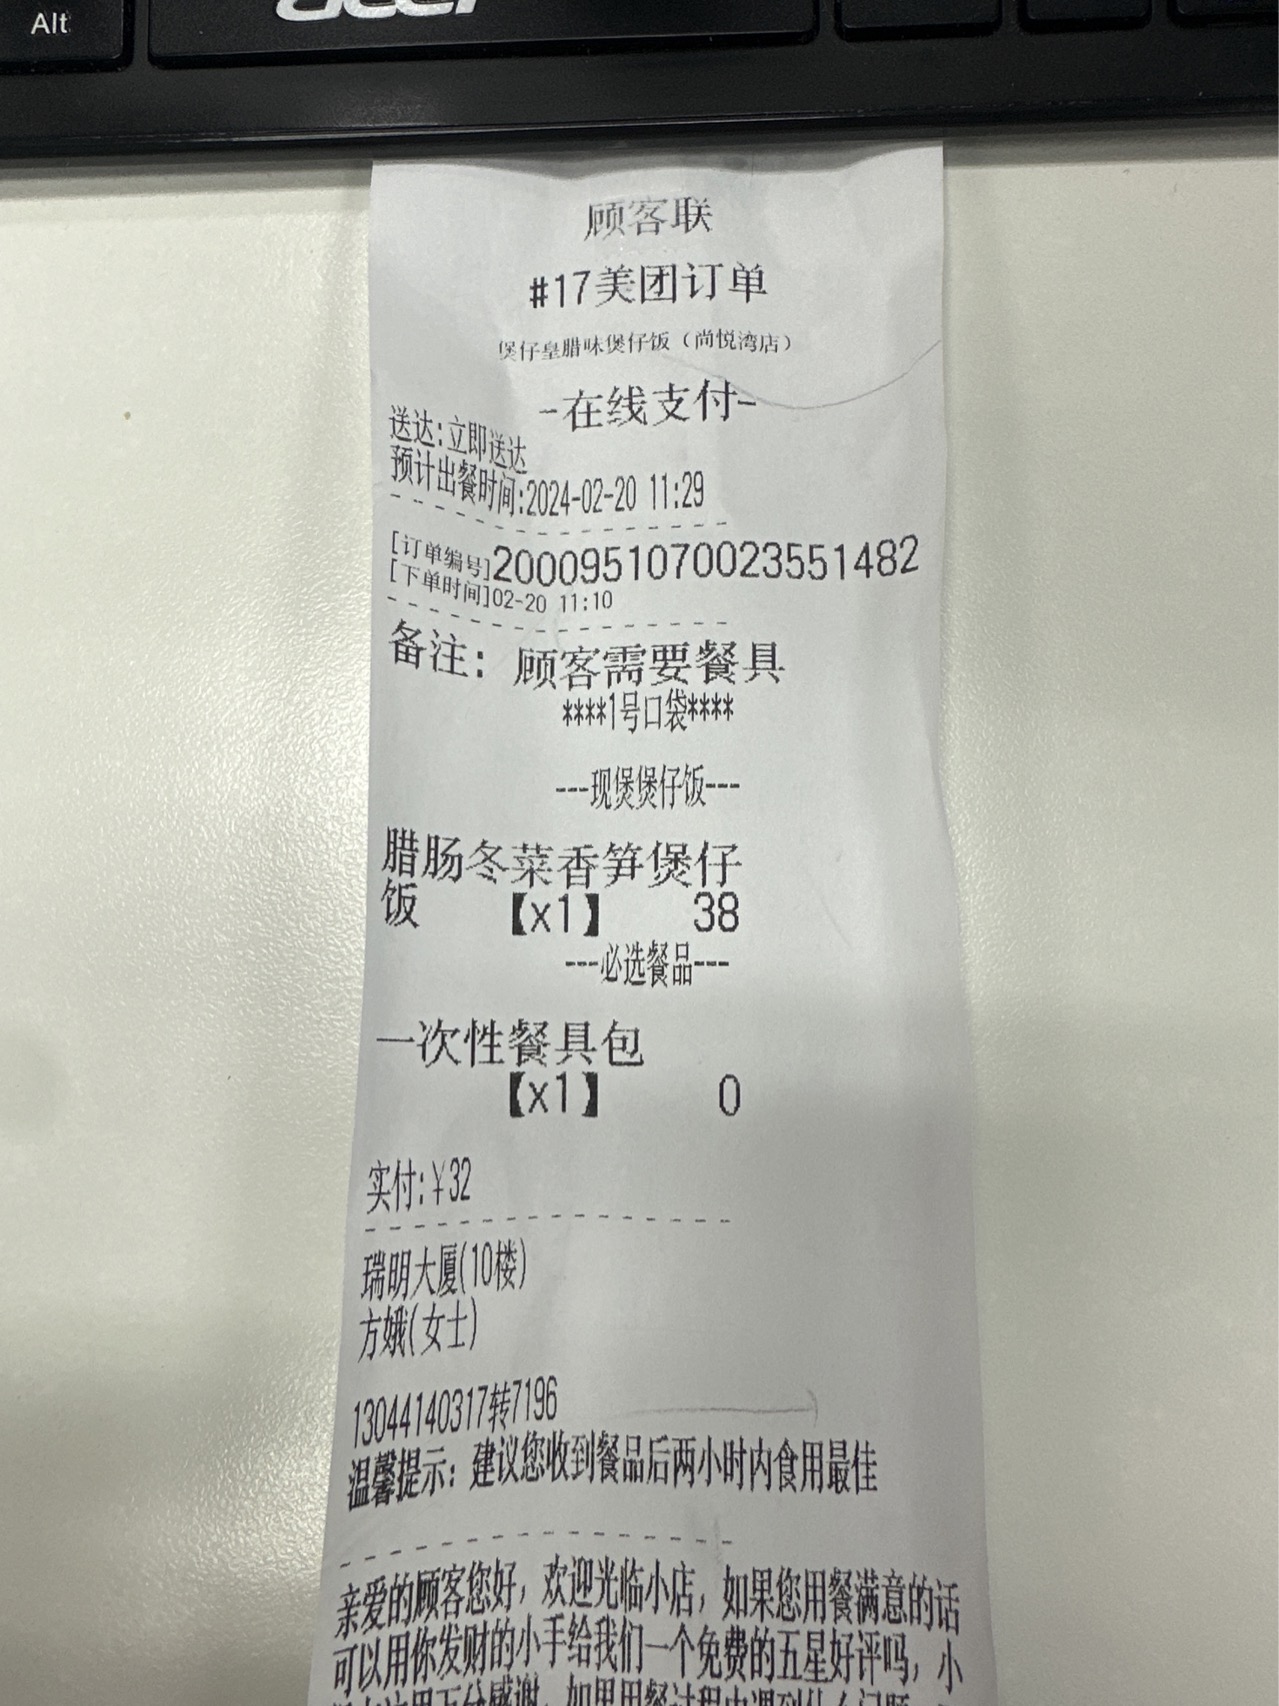 Alt
acer
顾客联
#17美团订单
煲仔皇腊味煲仔饭（尚悦湾店）
-在线支付-
送达:立即送达
预计出餐时间:2024-02-20 11:29
[订单编号]2000951070023551482
[下单时间]02-20 11:10
备注: 顾客需要餐具
****1号口袋****
---现煲煲仔饭---
腊肠冬菜香笋煲仔
饭 【x1】 38
---必选餐品---
一次性餐具包
【x1】 0
实付:¥32
瑞明大厦(10楼)
方娥(女士)
13044140317转7196
温馨提示: 建议您收到餐品后两小时内食用最佳
亲爱的顾客您好, 欢迎光临小店, 如果您用餐满意的话
可以用你发财的小手给我们一个免费的五星好评吗, 小